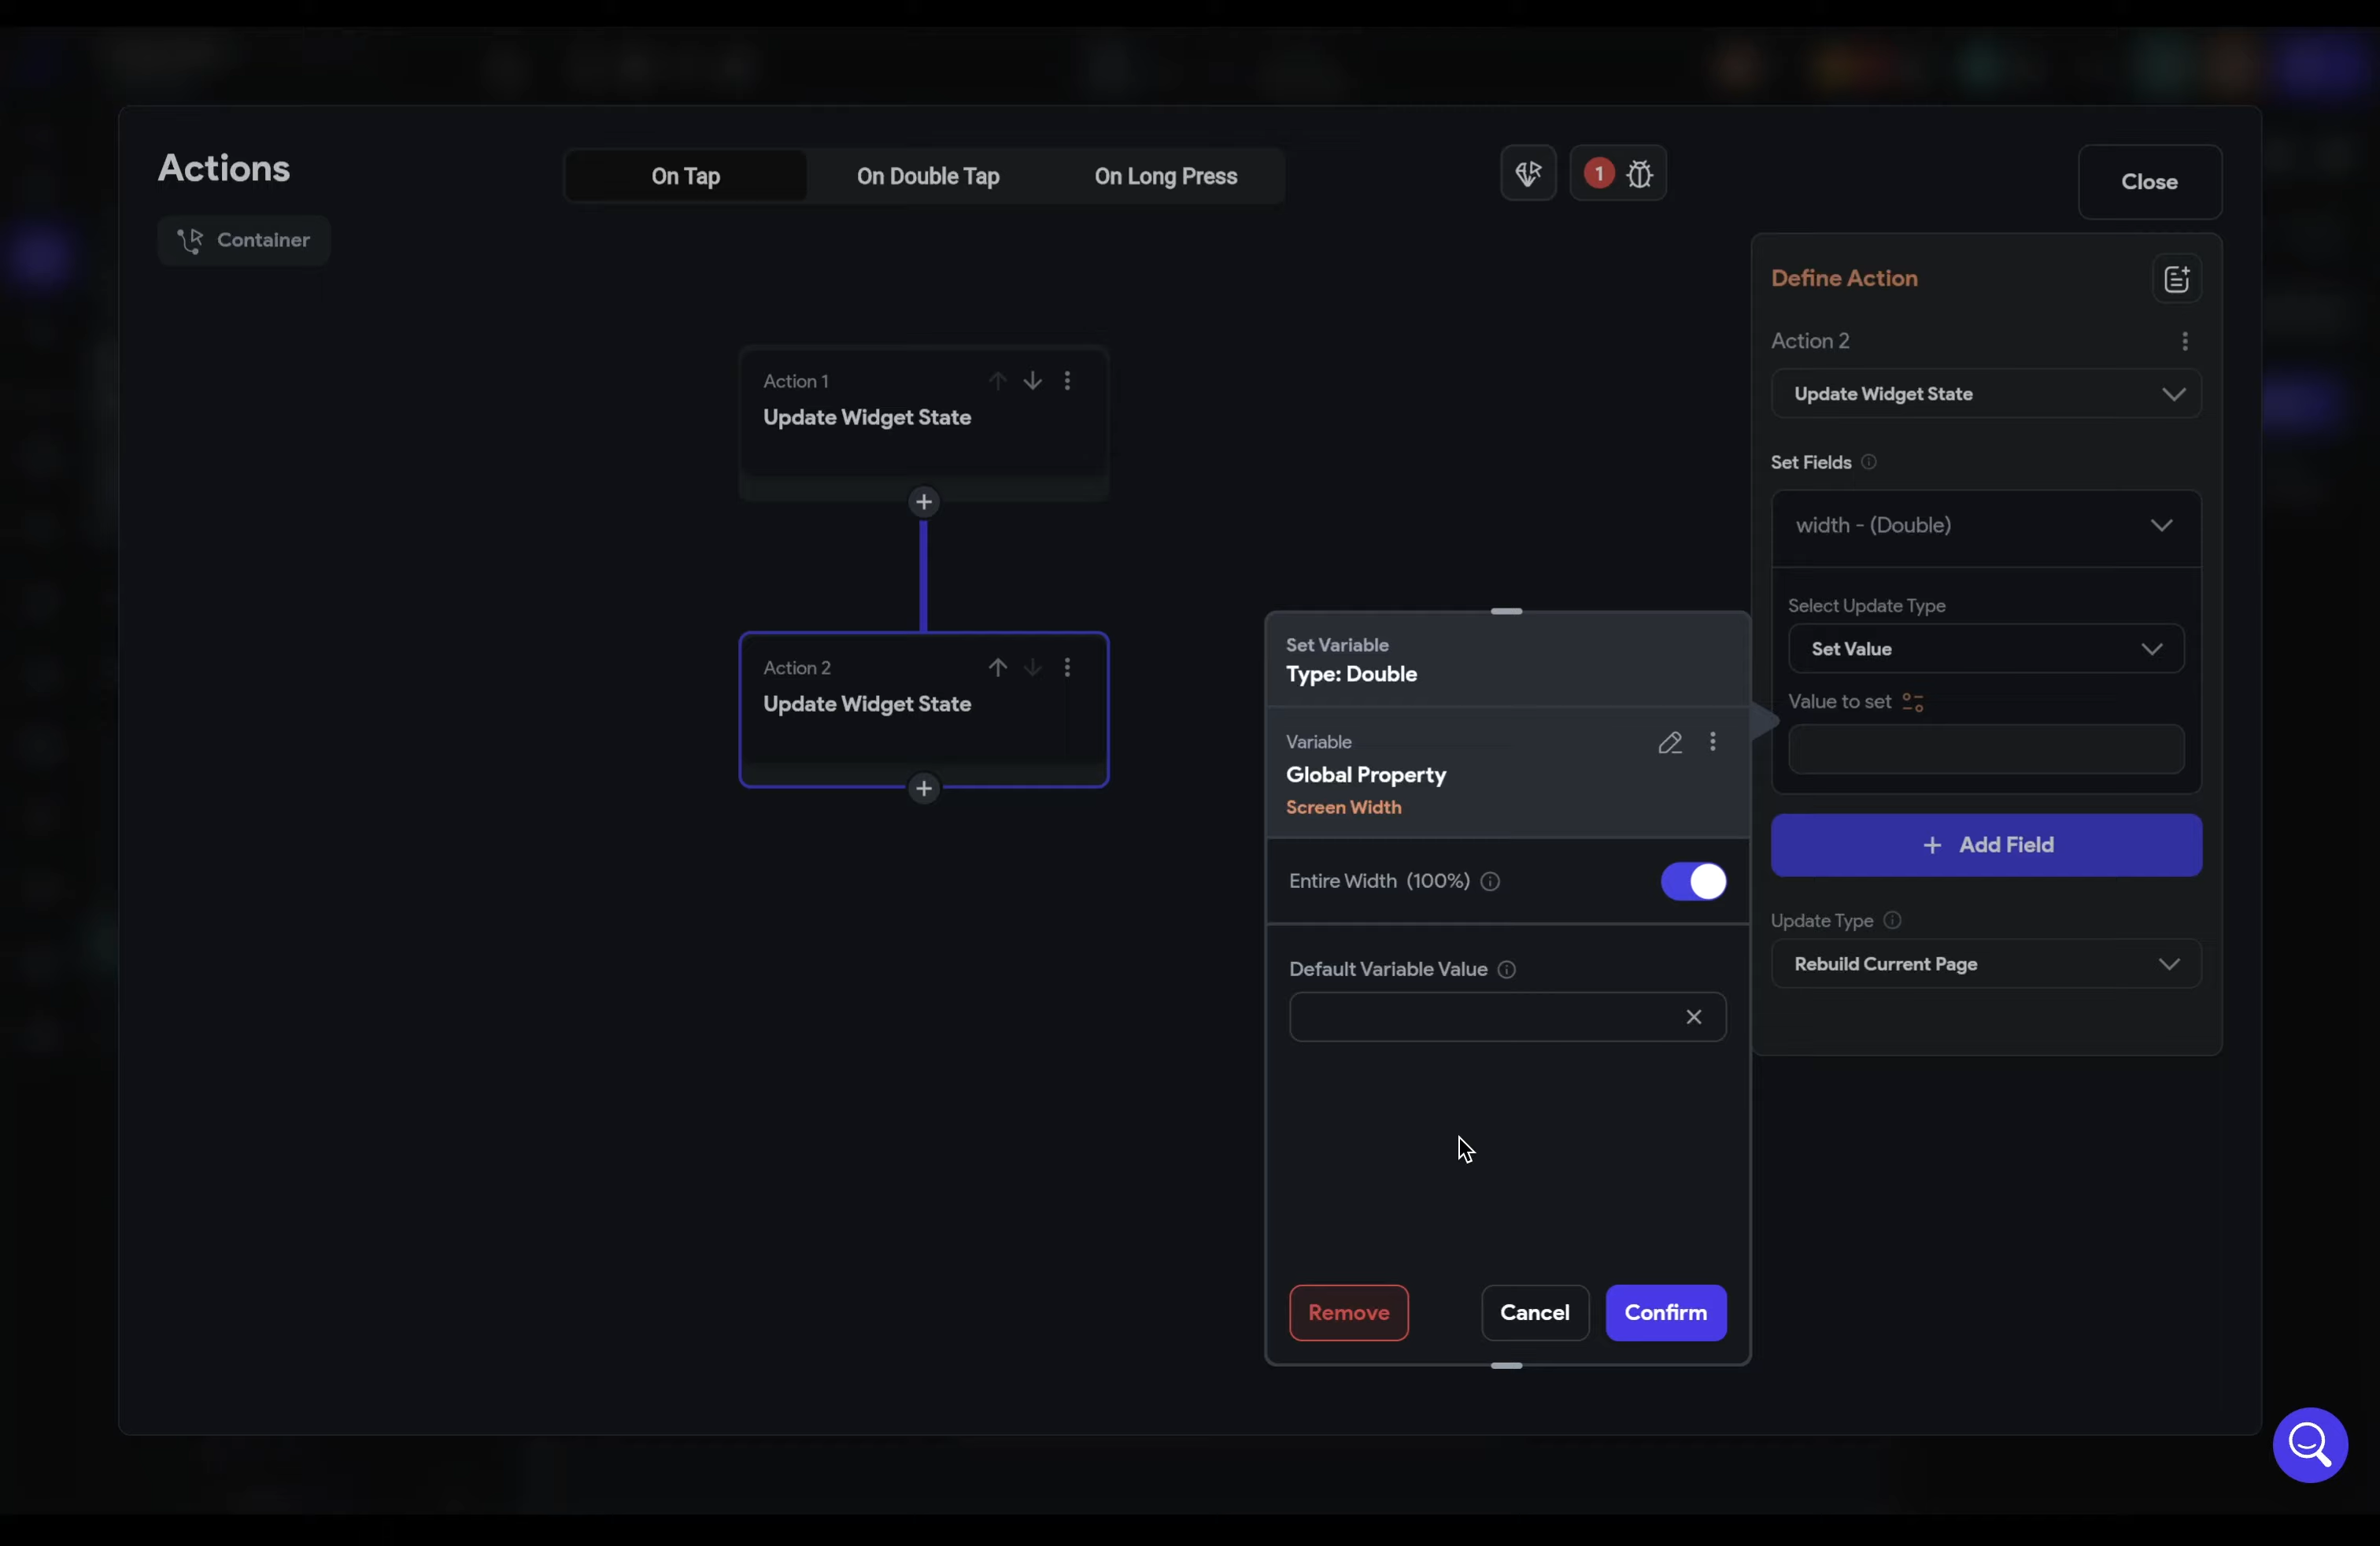 Actions
On Tap
On Double Tap
On Long Press
1
Close
Container
Define Action
Action 2
Update Widget State
Set Fields
width - (Double)
Select Update Type
Set Value
Value to set
+ Add Field
Update Type
Rebuild Current Page
Action 1
Update Widget State
Action 2
Update Widget State
Set Variable
Type: Double
Variable
Global Property
Screen Width
Entire Width (100%)
Default Variable Value
Remove
Cancel
Confirm